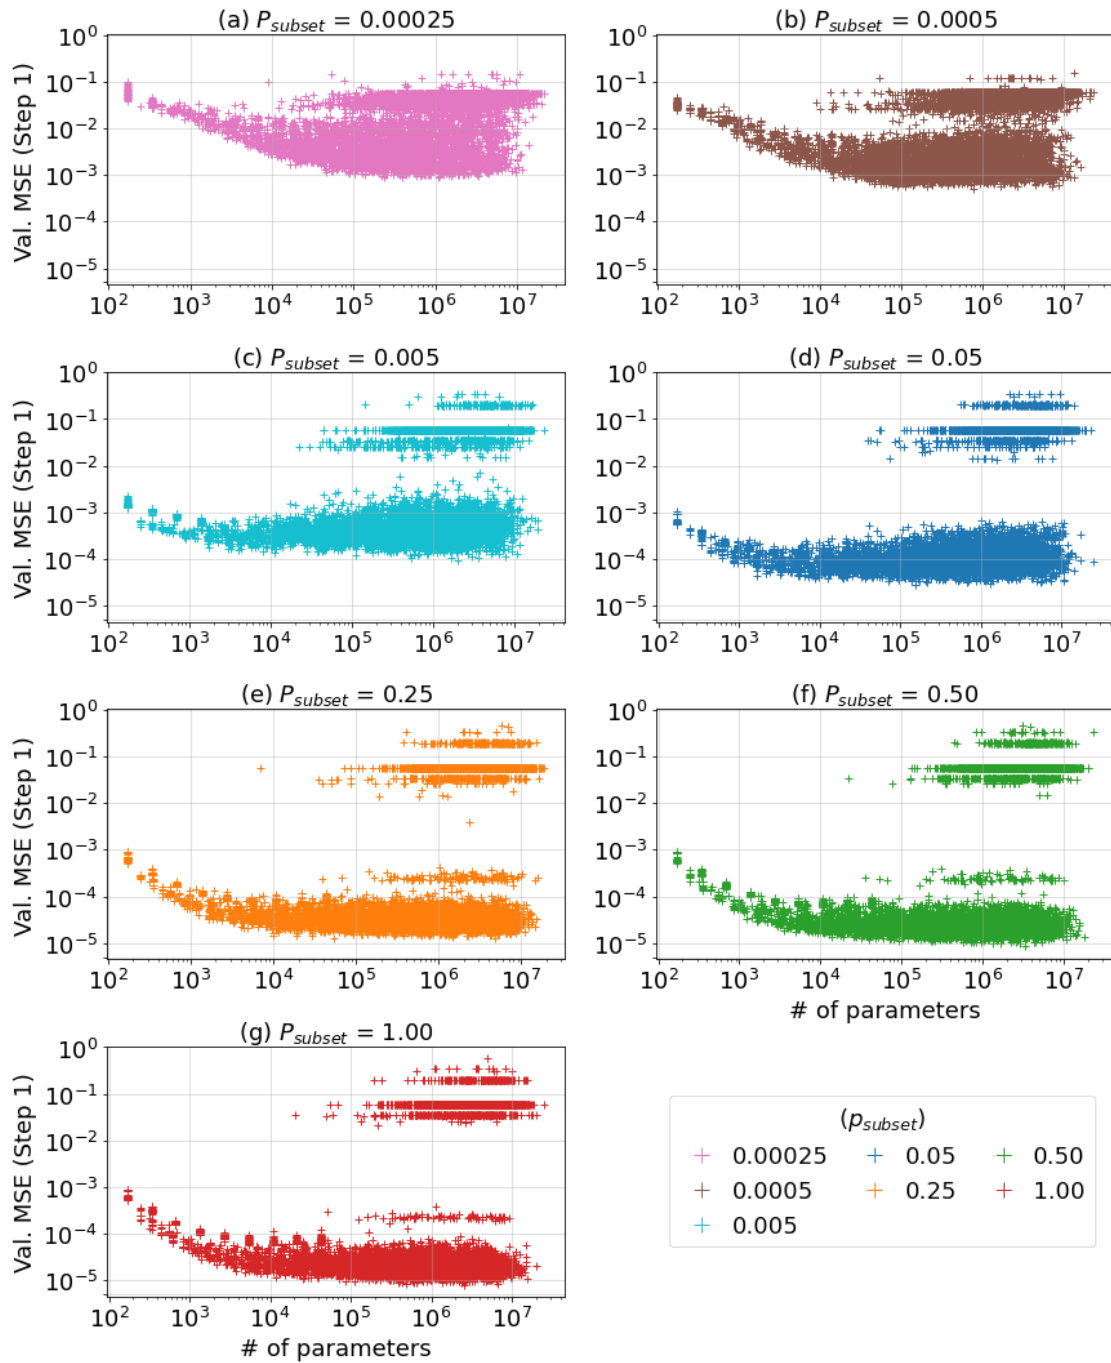 (a) P_subset = 0.00025
Val. MSE (Step 1)
10^0
10^-1
10^-2
10^-3
10^-4
10^-5
10^2 10^3 10^4 10^5 10^6 10^7
(b) P_subset = 0.0005
10^0
10^-1
10^-2
10^-3
10^-4
10^-5
10^2 10^3 10^4 10^5 10^6 10^7
(c) P_subset = 0.005
Val. MSE (Step 1)
10^0
10^-1
10^-2
10^-3
10^-4
10^-5
10^2 10^3 10^4 10^5 10^6 10^7
(d) P_subset = 0.05
10^0
10^-1
10^-2
10^-3
10^-4
10^-5
10^2 10^3 10^4 10^5 10^6 10^7
(e) P_subset = 0.25
Val. MSE (Step 1)
10^0
10^-1
10^-2
10^-3
10^-4
10^-5
10^2 10^3 10^4 10^5 10^6 10^7
(f) P_subset = 0.50
10^0
10^-1
10^-2
10^-3
10^-4
10^-5
10^2 10^3 10^4 10^5 10^6 10^7
# of parameters
(g) P_subset = 1.00
Val. MSE (Step 1)
10^0
10^-1
10^-2
10^-3
10^-4
10^-5
10^2 10^3 10^4 10^5 10^6 10^7
# of parameters
(p_subset)
0.00025 0.05 0.50
0.0005 0.25 1.00
0.005